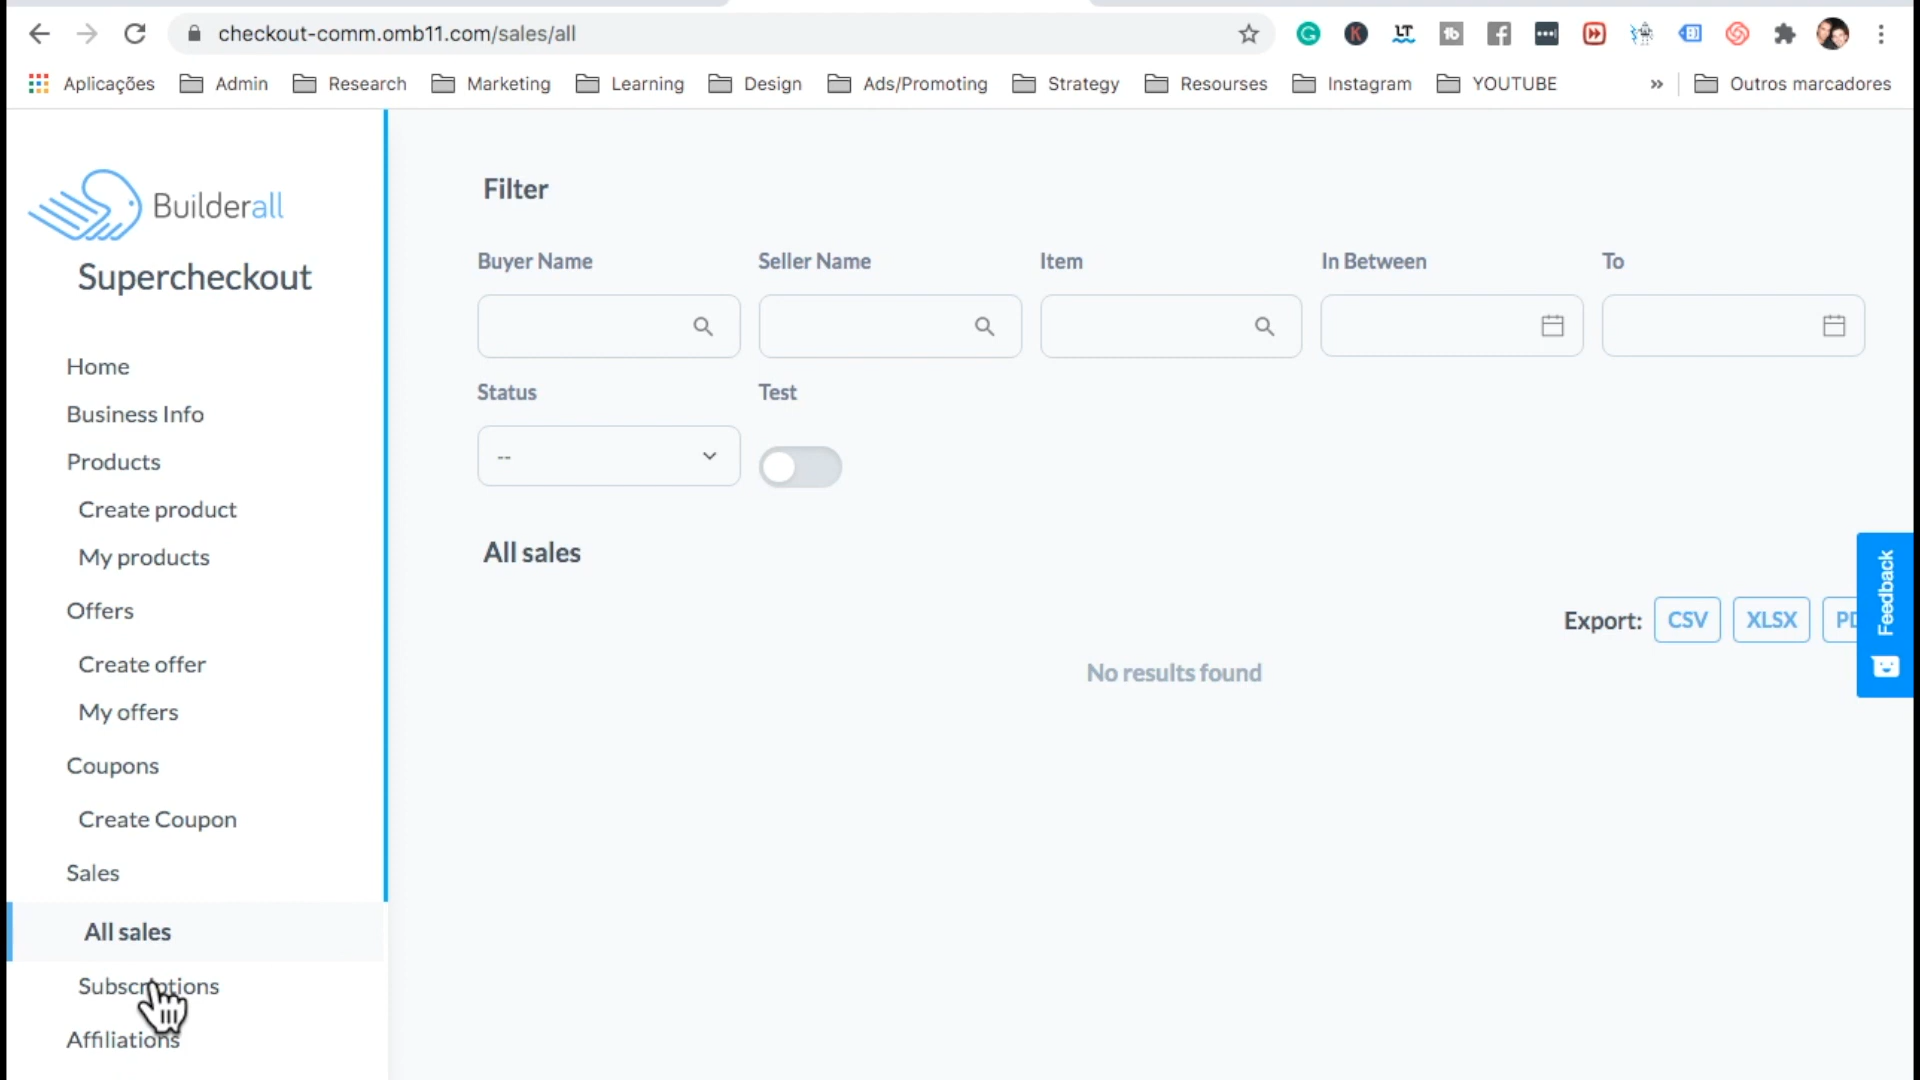 checkout-comm.omb11.com/sales/all
Aplicações Admin Research Marketing Learning Design Ads/Promoting Strategy Resourses Instagram YOUTUBE » Outros marcadores
Builderall
Supercheckout
Home
Business Info
Products
Create product
My products
Offers
Create offer
My offers
Coupons
Create Coupon
Sales
All sales
Subscriptions
Affiliations
Filter
Buyer Name Seller Name Item In Between To
Status Test
--
All sales
Export: CSV XLSX
No results found
Feedback